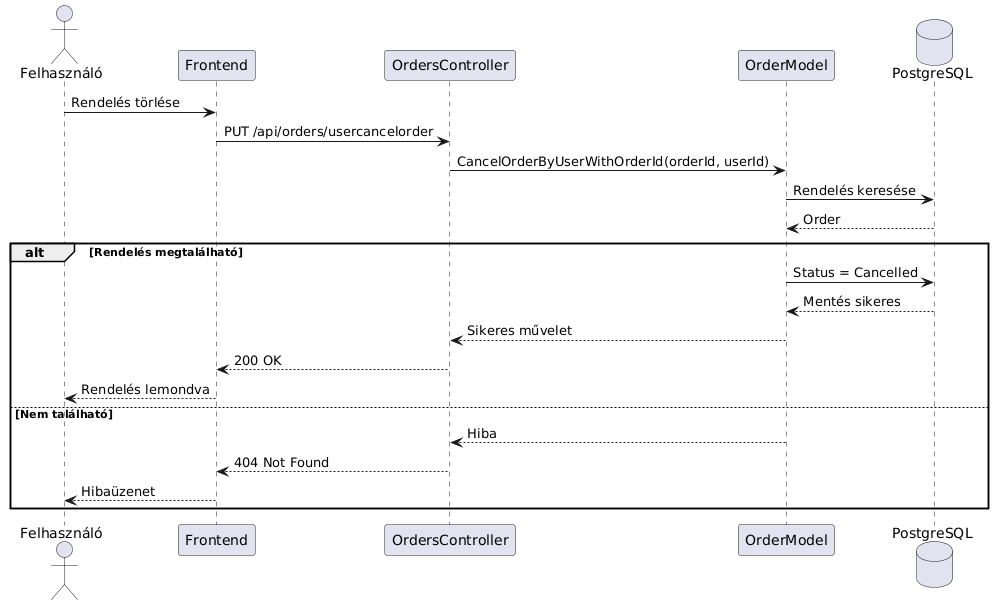 Felhasználó
Frontend
OrdersController
OrderModel
PostgreSQL
Rendelés törlése
PUT /api/orders/usercancelorder
CancelOrderByUserWithOrderId(orderId, userId)
Rendelés keresése
Order
alt
[Rendelés megtalálható]
Status = Cancelled
Mentés sikeres
Sikeres művelet
200 OK
Rendelés lemondva
[Nem található]
Hiba
404 Not Found
Hibaüzenet
Felhasználó
Frontend
OrdersController
OrderModel
PostgreSQL